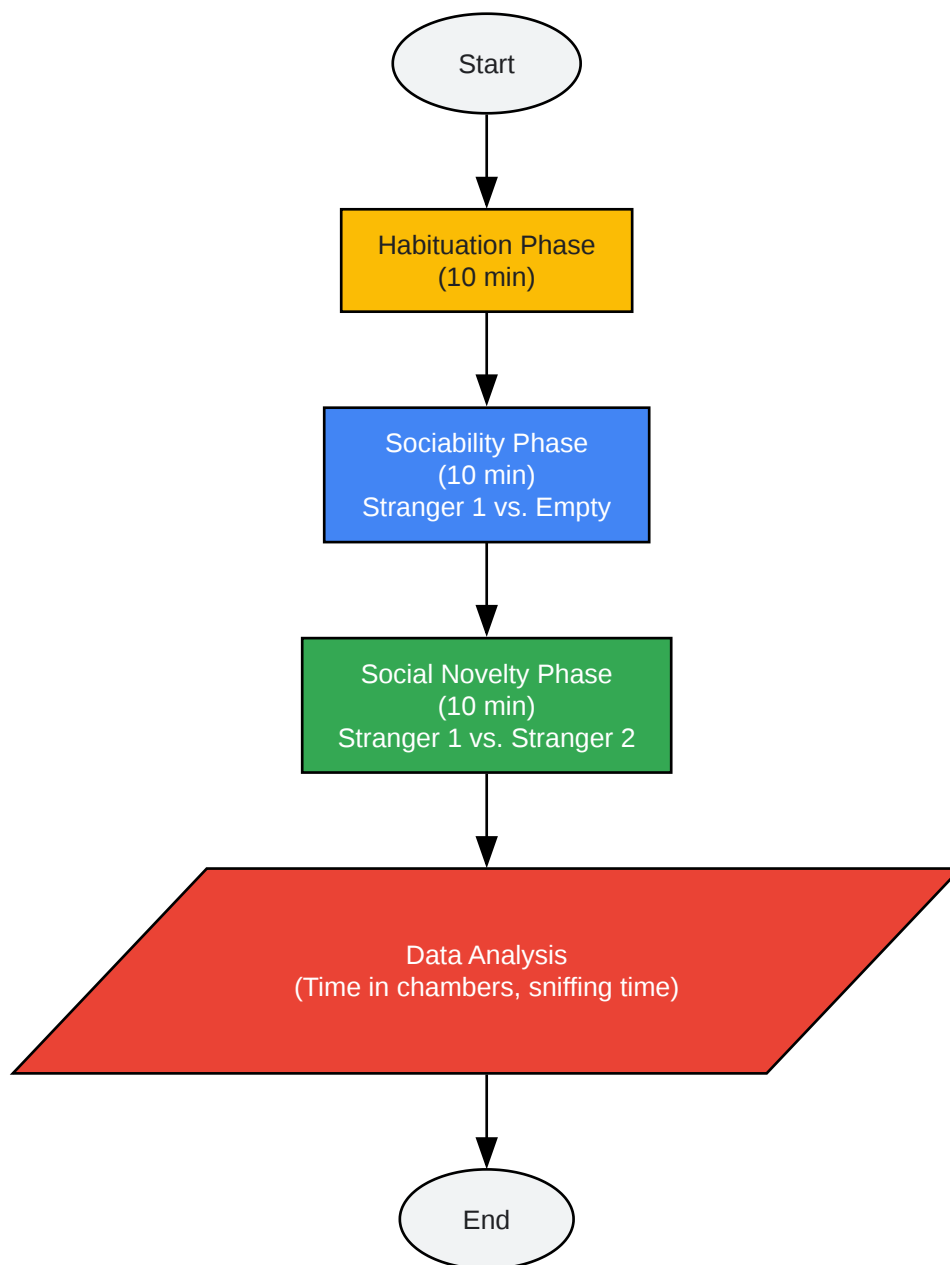 Start
Habituation Phase
(10 min)
Sociability Phase
(10 min)
Stranger 1 vs. Empty
Social Novelty Phase
(10 min)
Stranger 1 vs. Stranger 2
Data Analysis
(Time in chambers, sniffing time)
End